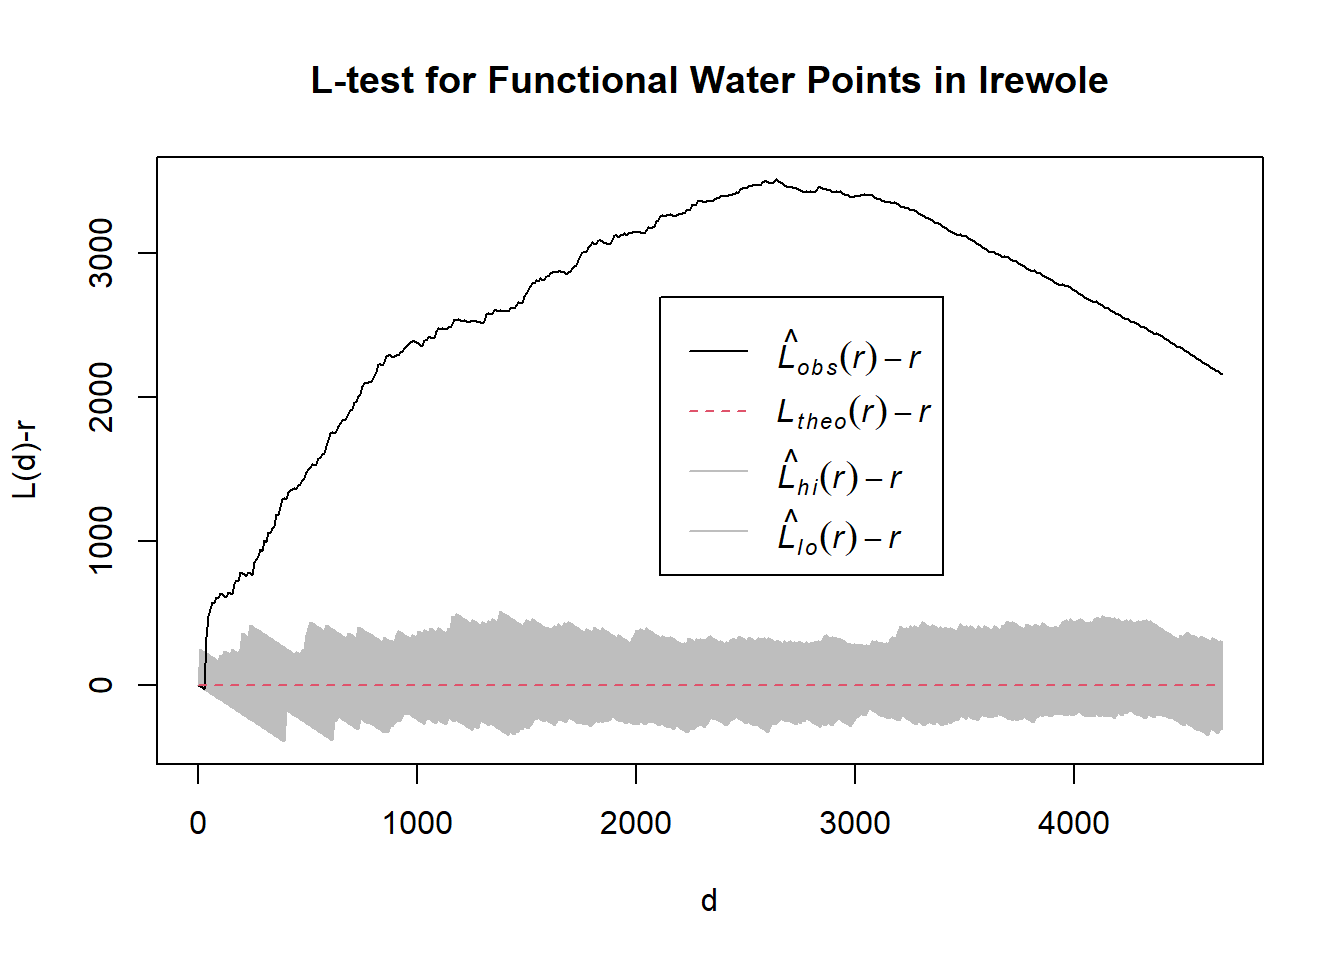 L-test for Functional Water Points in Irewole
L(d)-r
3000
2000
1000
0
L̂obs(r) − r
Ltheo(r) − r
L̂hi(r) − r
L̂lo(r) − r
0 1000 2000 3000 4000
d